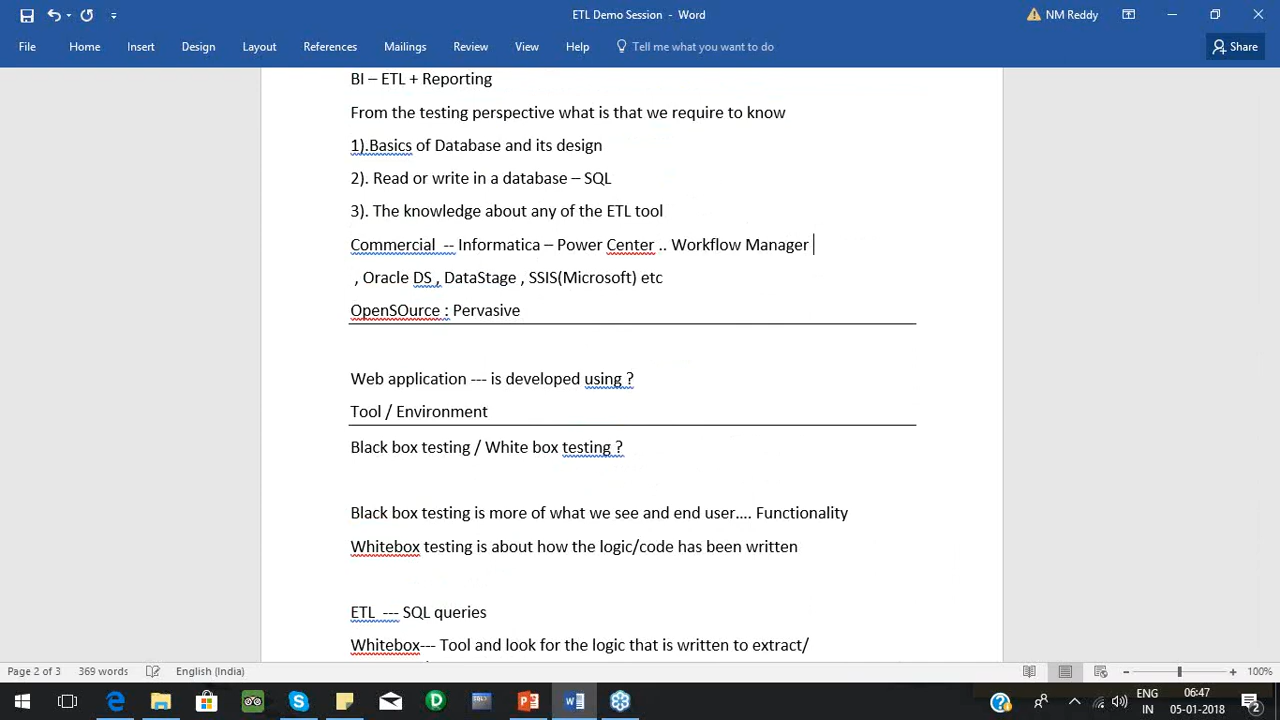 ETL Demo Session - Word
NM Reddy
File Home Insert Design Layout References Mailings Review View Help Tell me what you want to do Share
BI – ETL + Reporting
From the testing perspective what is that we require to know
1).Basics of Database and its design
2). Read or write in a database – SQL
3). The knowledge about any of the ETL tool
Commercial -- Informatica – Power Center .. Workflow Manager
, Oracle DS , DataStage , SSIS(Microsoft) etc
OpenSOurce : Pervasive
Web application --- is developed using ?
Tool / Environment
Black box testing / White box testing ?
Black box testing is more of what we see and end user.... Functionality
Whitebox testing is about how the logic/code has been written
ETL --- SQL queries
Whitebox--- Tool and look for the logic that is written to extract/
Page 2 of 3 369 words English (India) 100%
ENG 06:47
IN 05-01-2018